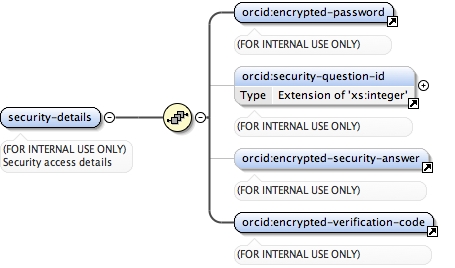 orcid:encrypted-password
(FOR INTERNAL USE ONLY)
orcid:security-question-id
Type Extension of 'xs:integer'
(FOR INTERNAL USE ONLY)
security-details
(FOR INTERNAL USE ONLY)
Security access details
orcid:encrypted-security-answer
(FOR INTERNAL USE ONLY)
orcid:encrypted-verification-code
(FOR INTERNAL USE ONLY)